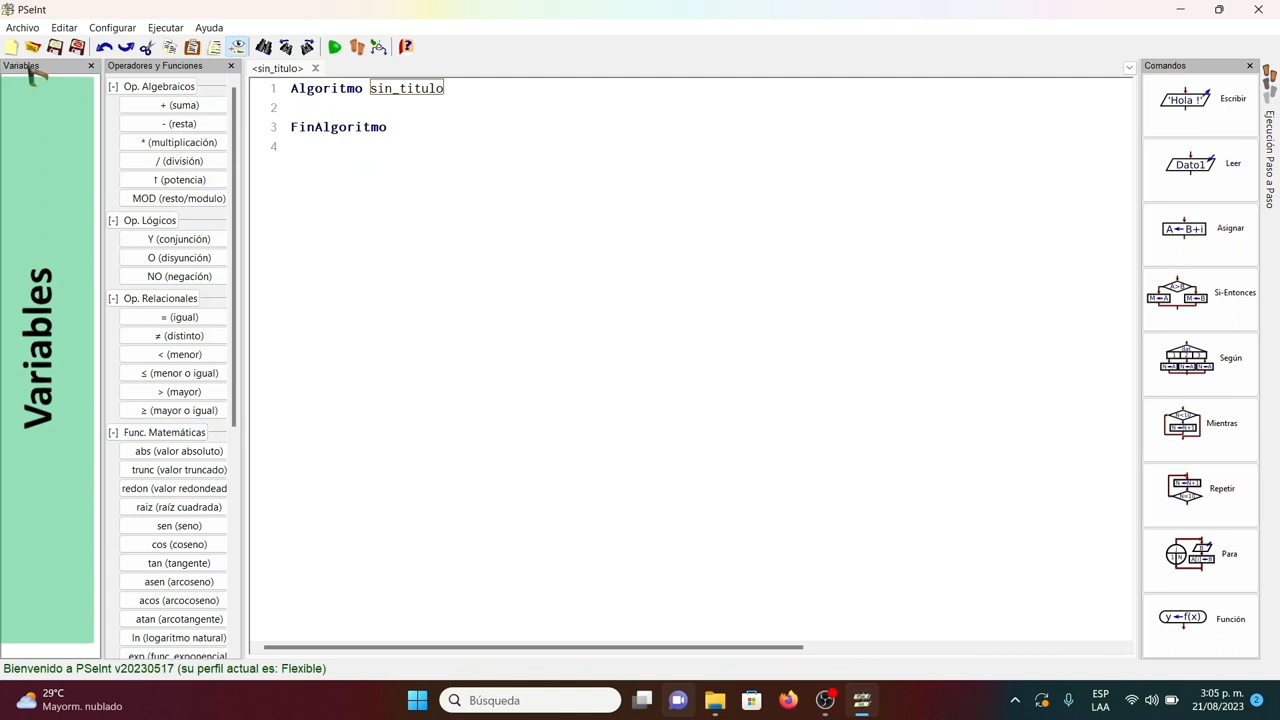 PSeInt
Archivo Editar Configurar Ejecutar Ayuda
Variables
Operadores y Funciones
<sin_titulo>
Comandos
Variables
[-] Op. Algebraicos
+ (suma)
- (resta)
* (multiplicación)
/ (división)
↑ (potencia)
MOD (resto/modulo)
[-] Op. Lógicos
Y (conjunción)
O (disyunción)
NO (negación)
[-] Op. Relacionales
= (igual)
≠ (distinto)
< (menor)
≤ (menor o igual)
> (mayor)
≥ (mayor o igual)
[-] Func. Matemáticas
abs (valor absoluto)
trunc (valor truncado)
redon (valor redondead
raiz (raíz cuadrada)
sen (seno)
cos (coseno)
tan (tangente)
asen (arcoseno)
acos (arcocoseno)
atan (arcotangente)
ln (logaritmo natural)
exp (func. exponencial
1 Algoritmo sin_titulo
2
3 FinAlgoritmo
4
'Hola !' Escribir
Dato1 Leer
A←B+i Asignar
A>B
M←A M←B
Si-Entonces
Según
Mientras
Repetir
Para
y←f(x) Función
Ejecución Paso a Paso
Bienvenido a PSeInt v20230517 (su perfil actual es: Flexible)
29°C
Mayorm. nublado
Búsqueda
ESP
LAA
3:05 p. m.
21/08/2023
2